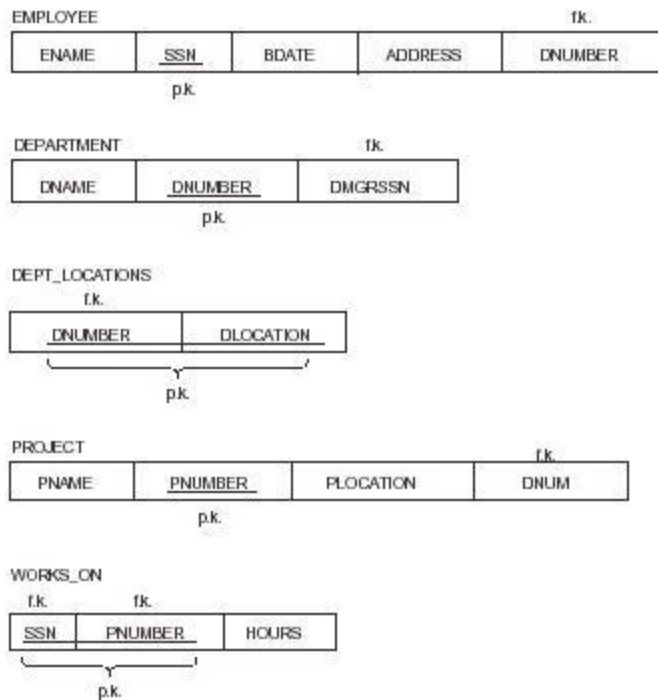 EMPLOYEE f.k.
ENAME SSN BDATE ADDRESS DNUMBER
p.k.
DEPARTMENT f.k.
DNAME DNUMBER DMGRSSN
p.k.
DEPT_LOCATIONS
f.k.
DNUMBER DLOCATION
p.k.
PROJECT f.k.
PNAME PNUMBER PLOCATION DNUM
p.k.
WORKS_ON
f.k. f.k.
SSN PNUMBER HOURS
p.k.